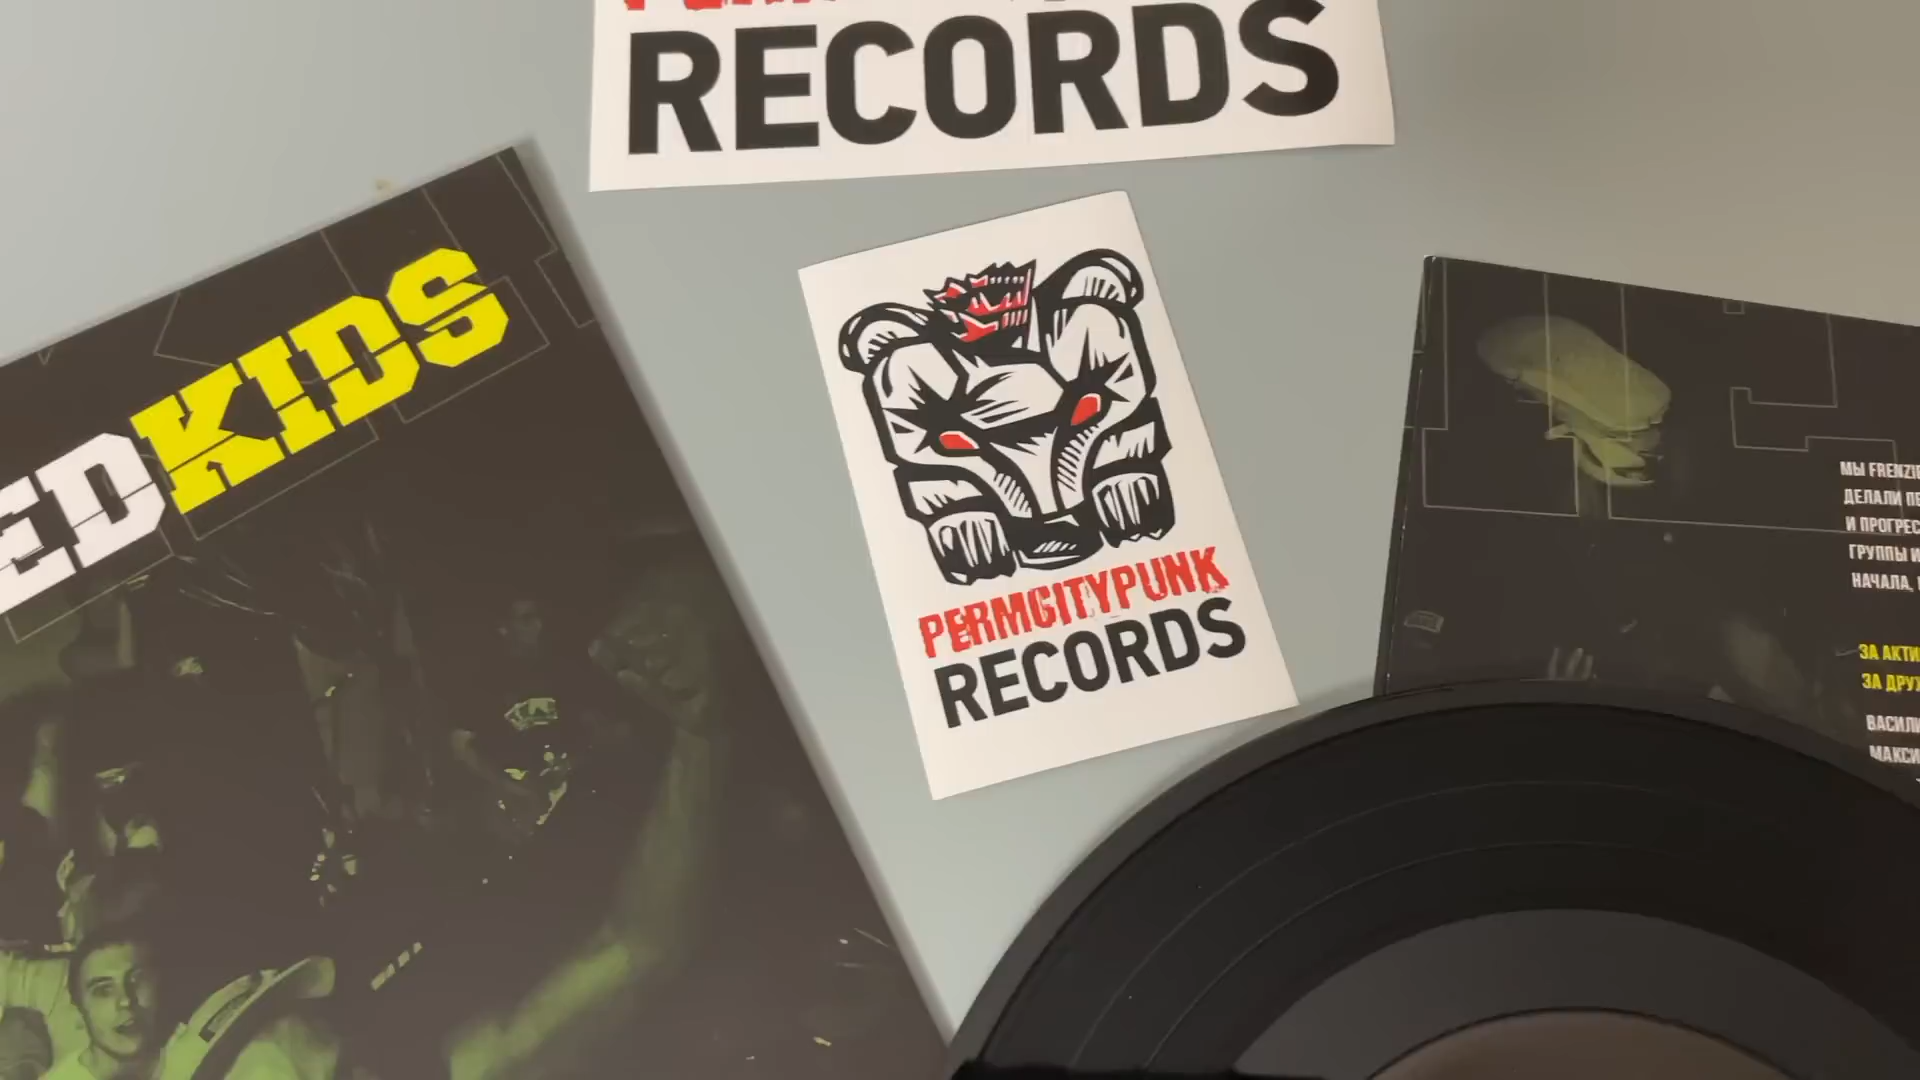 RECORDS
EDKIDS
PERMCITYPUNK
RECORDS
МЫ FRENZI
ДЕЛАЛИ
И ПРОГРЕС
ГРУППЫ И
НАЧАЛА,
ЗА АКТИ
ЗА ДРУЖ
ВАСИЛИ
МАКСИ